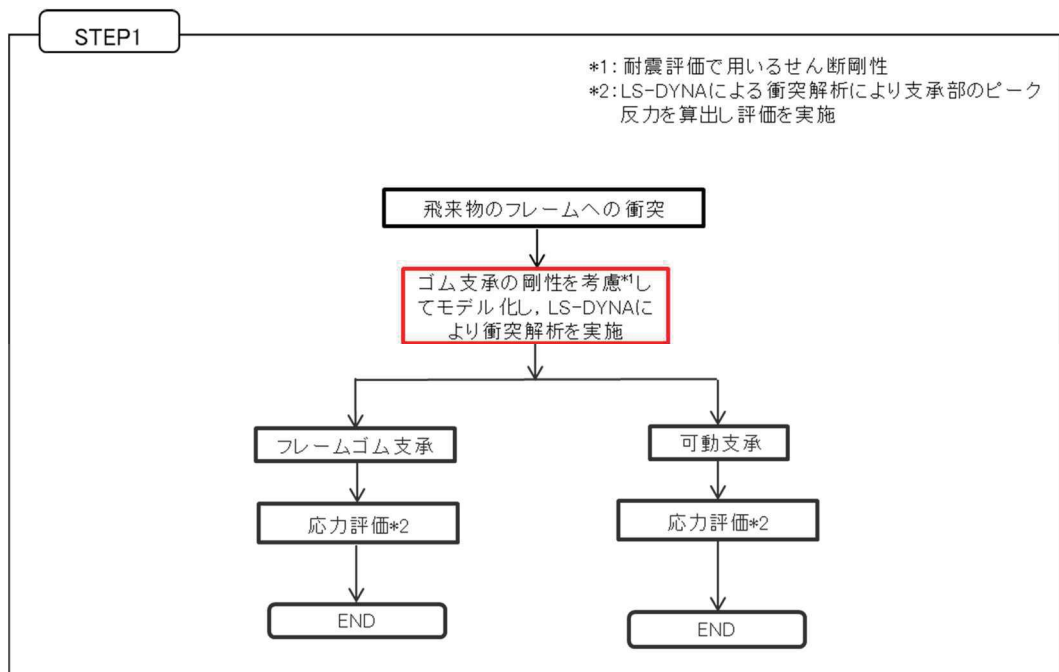 STEP1
*1:耐震評価で用いるせん断剛性
*2:LS-DYNAによる衝突解析により支承部のピーク
反力を算出し評価を実施
飛来物のフレームへの衝突
ゴム支承の剛性を考慮*1し
てモデル化し，LS-DYNAに
より衝突解析を実施
フレームゴム支承
可動支承
応力評価*2
応力評価*2
END
END